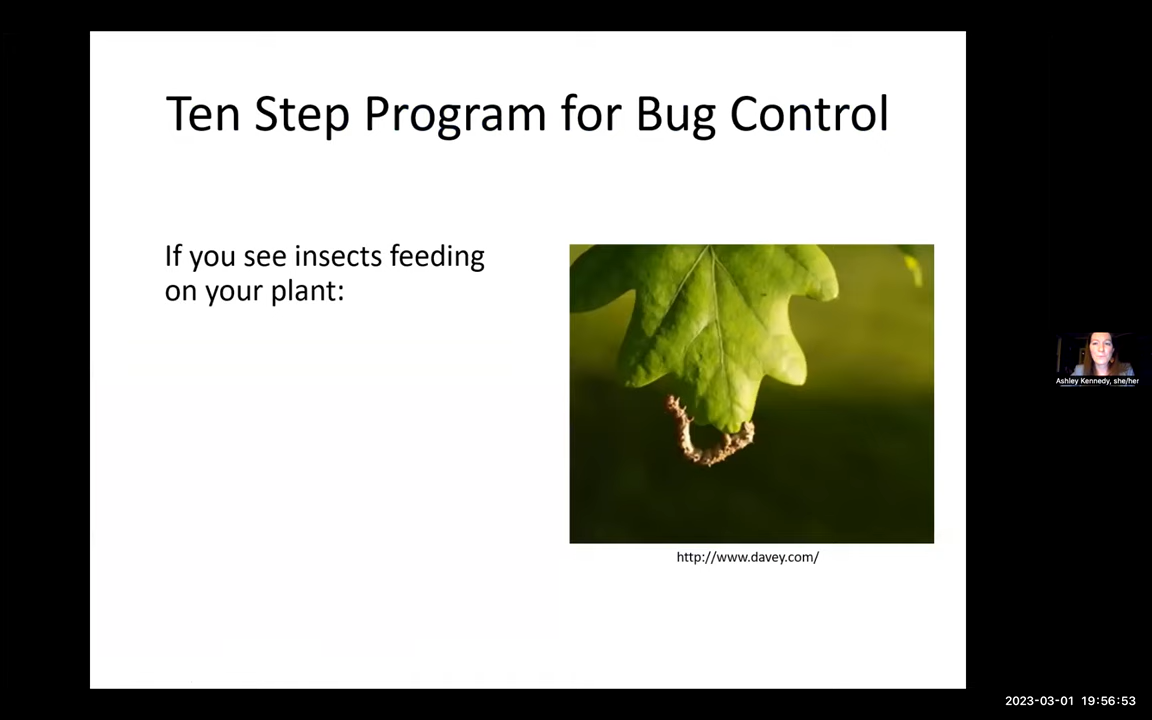 Ten Step Program for Bug Control
If you see insects feeding
on your plant:
http://www.davey.com/
Ashley Kennedy, she/her
2023-03-01 19:56:53